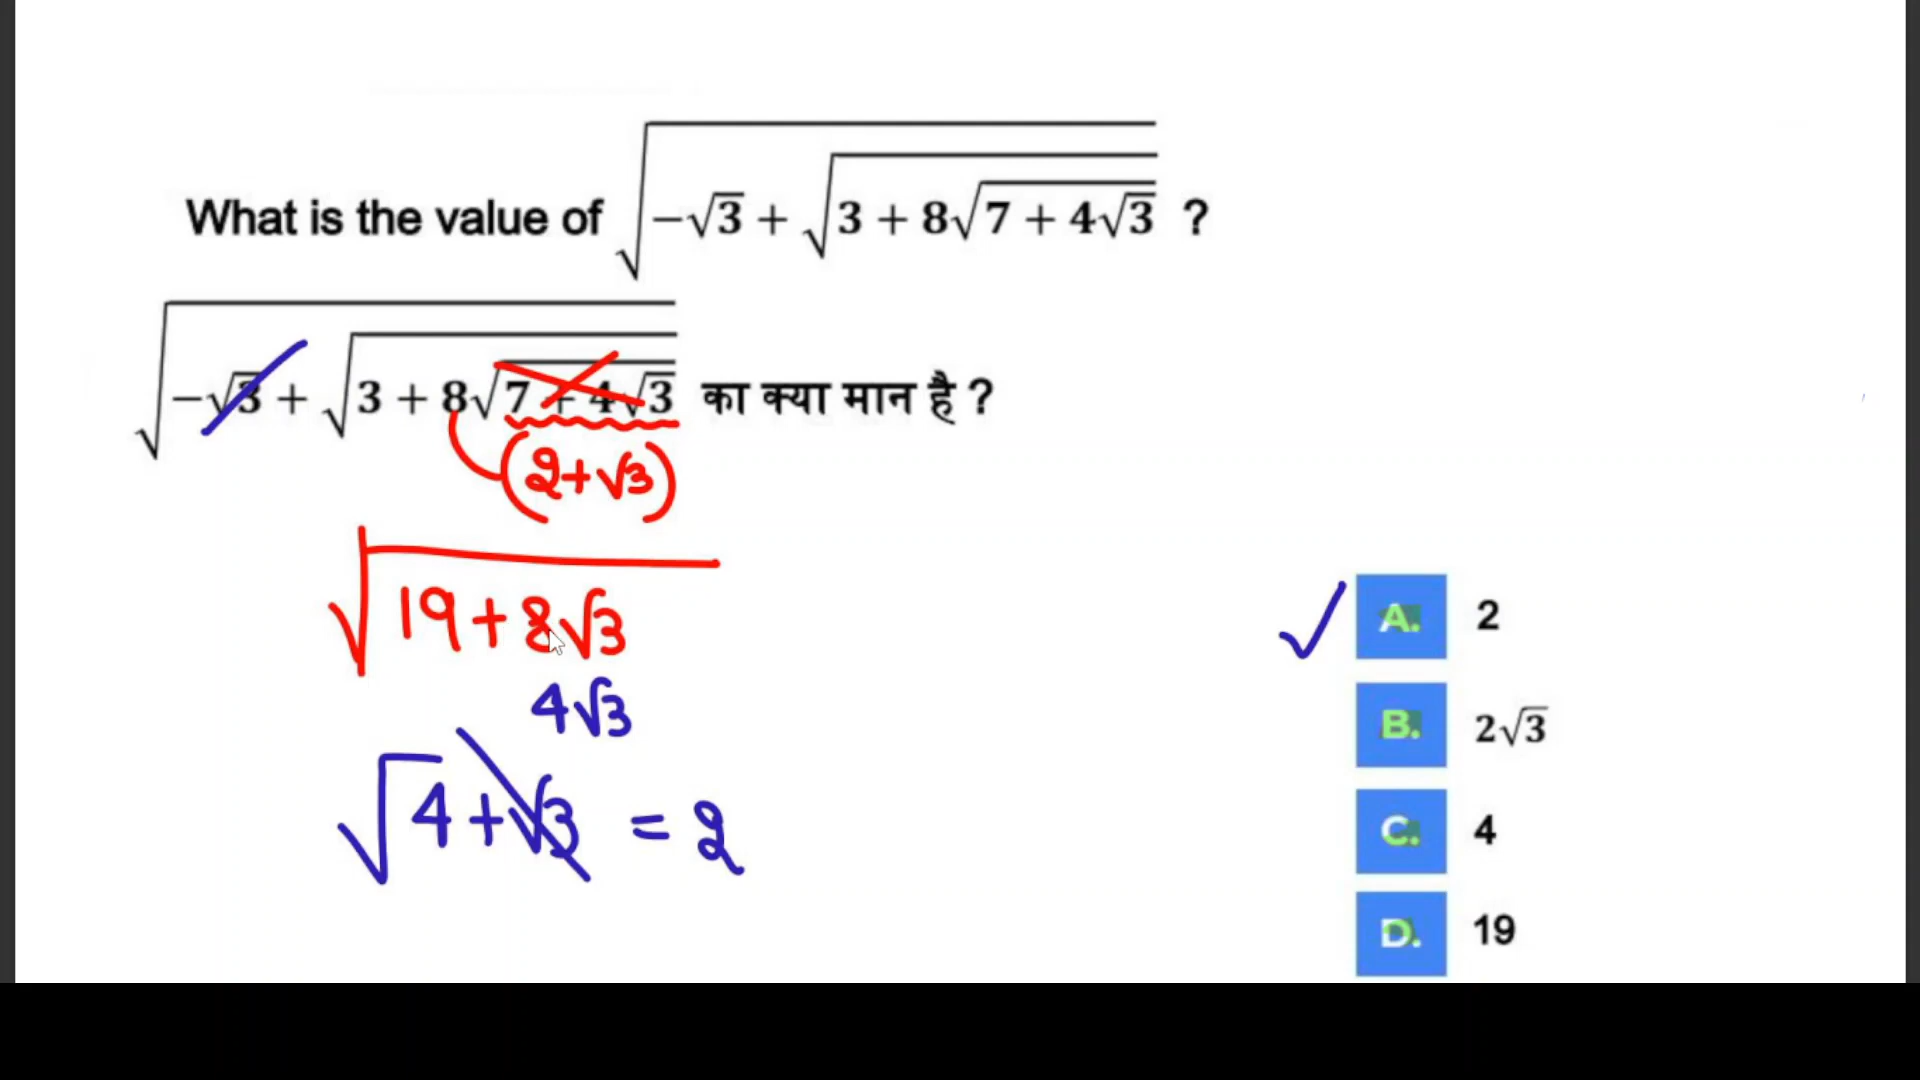 What is the value of √(-√3 + √(3 + 8√(7 + 4√3))) ?
√(-√3 + √(3 + 8√(7 + 4√3))) का क्या मान है ?
(2+√3)
√(19+8√3)
4√3
√4+√3 = 2
A. 2
B. 2√3
C. 4
D. 19